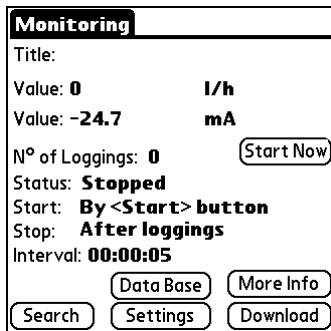 Monitoring
Title:
Value: 0 l/h
Value: -24.7 mA
Nº of Loggings: 0 Start Now
Status: Stopped
Start: By <Start> button
Stop: After loggings
Interval: 00:00:05
Data Base More Info
Search Settings Download